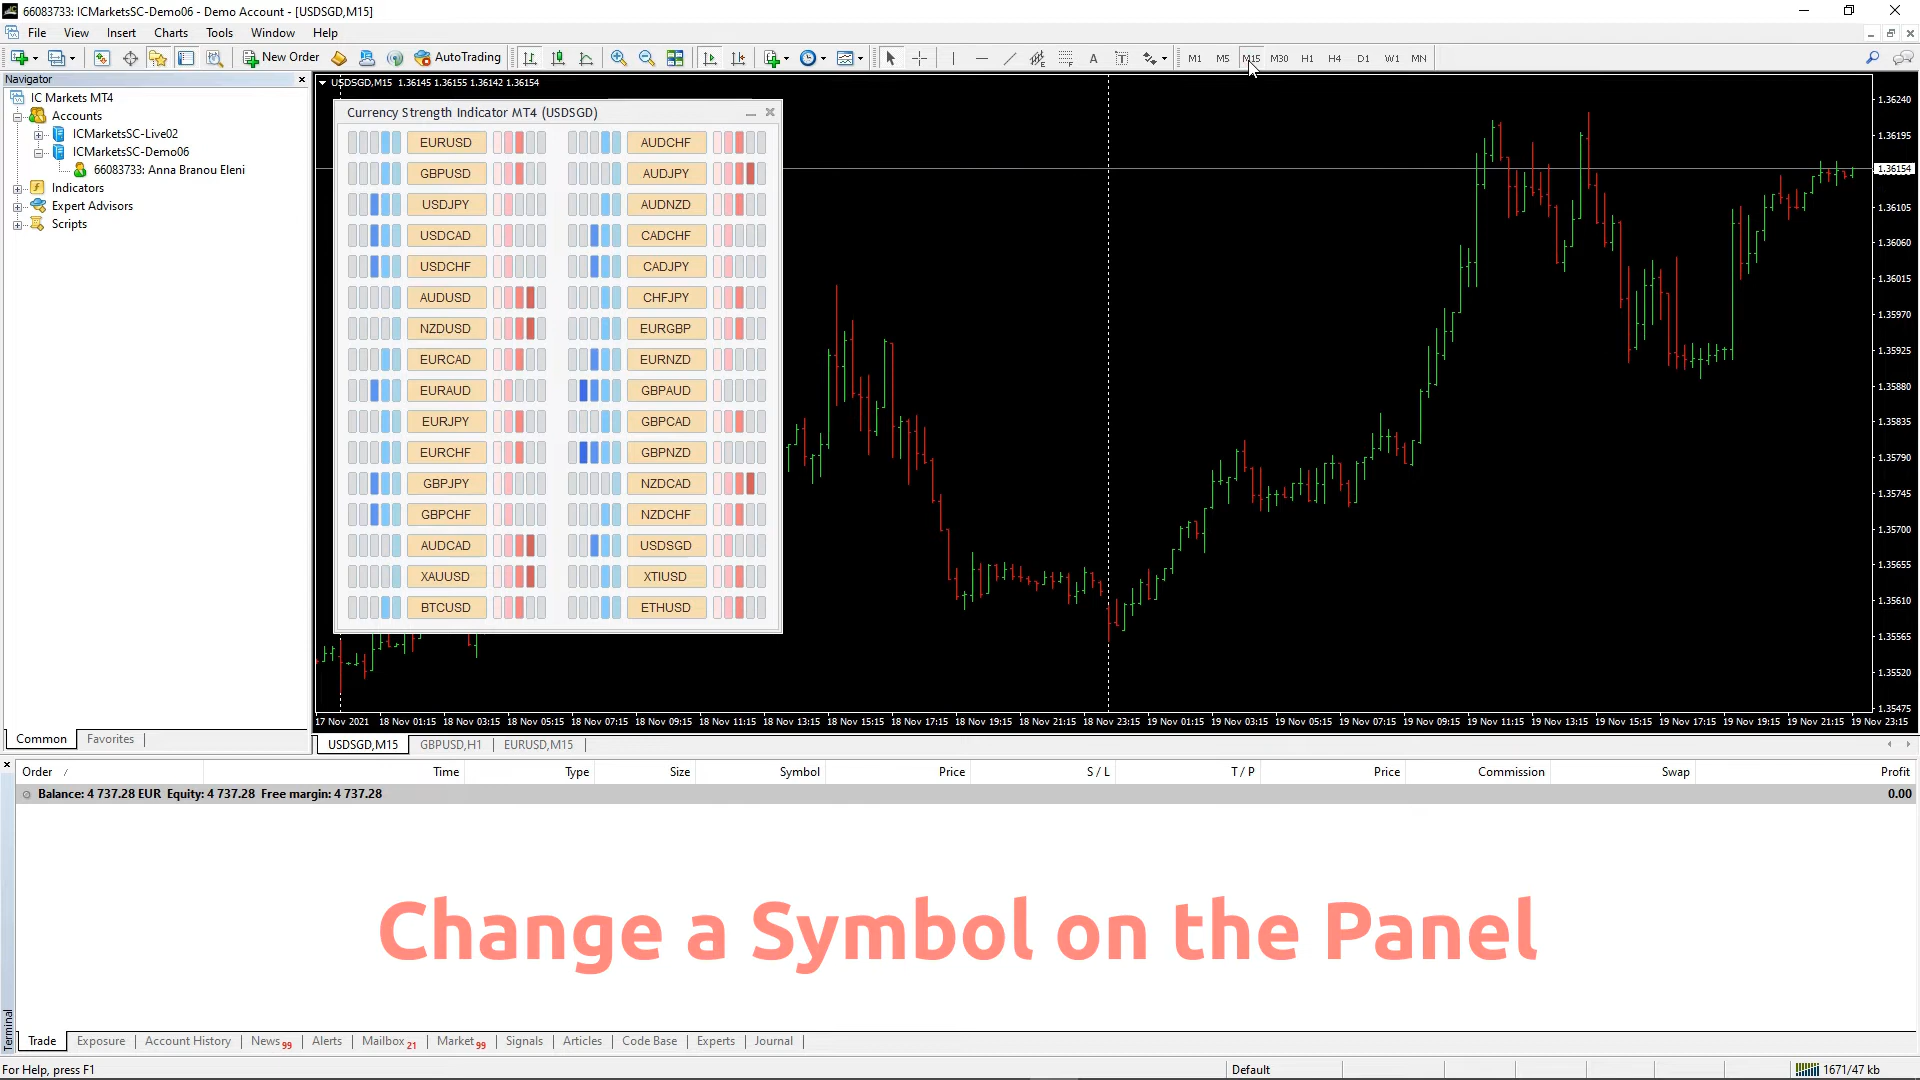 66083733: ICMarketsSC-Demo06 - Demo Account - [USDSGD,M15]
File View Insert Charts Tools Window Help
New Order AutoTrading A T M1 M5 M15 M30 H1 H4 D1 W1 MN
Navigator
IC Markets MT4
Accounts
ICMarketsSC-Live02
ICMarketsSC-Demo06
66083733: Anna Branou Eleni
Indicators
Expert Advisors
Scripts
Common Favorites
USDSGD,M15 1.36145 1.36155 1.36142 1.36154
Currency Strength Indicator MT4 (USDSGD)
EURUSD AUDCHF
GBPUSD AUDJPY
USDJPY AUDNZD
USDCAD CADCHF
USDCHF CADJPY
AUDUSD CHFJPY
NZDUSD EURGBP
EURCAD EURNZD
EURAUD GBPAUD
EURJPY GBPCAD
EURCHF GBPNZD
GBPJPY NZDCAD
GBPCHF NZDCHF
AUDCAD USDSGD
XAUUSD XTIUSD
BTCUSD ETHUSD
1.36240
1.36195
1.36154
1.36105
1.36060
1.36015
1.35970
1.35925
1.35880
1.35835
1.35790
1.35745
1.35700
1.35655
1.35610
1.35565
1.35520
1.35475
17 Nov 2021 18 Nov 01:15 18 Nov 03:15 18 Nov 05:15 18 Nov 07:15 18 Nov 09:15 18 Nov 11:15 18 Nov 13:15 18 Nov 15:15 18 Nov 17:15 18 Nov 19:15 18 Nov 21:15 18 Nov 23:15 19 Nov 01:15 19 Nov 03:15 19 Nov 05:15 19 Nov 07:15 19 Nov 09:15 19 Nov 11:15 19 Nov 13:15 19 Nov 15:15 19 Nov 17:15 19 Nov 19:15 19 Nov 21:15 19 Nov 23:15
USDSGD,M15 GBPUSD,H1 EURUSD,M15
Order / Time Type Size Symbol Price S / L T / P Price Commission Swap Profit
Balance: 4 737.28 EUR Equity: 4 737.28 Free margin: 4 737.28 0.00
Change a Symbol on the Panel
Terminal
Trade Exposure Account History News 99 Alerts Mailbox 21 Market 99 Signals Articles Code Base Experts Journal
For Help, press F1 Default 1671/47 kb